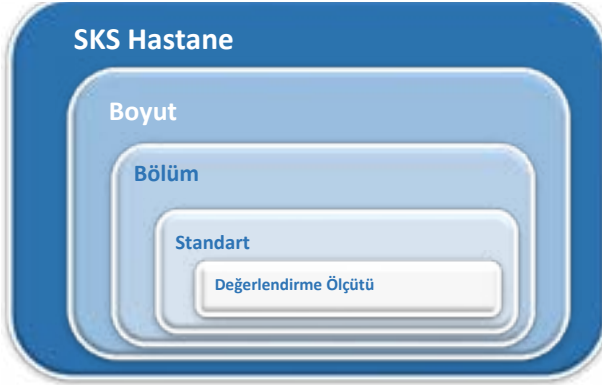 SKS Hastane
Boyut
Bölüm
Standart
Değerlendirme Ölçütü